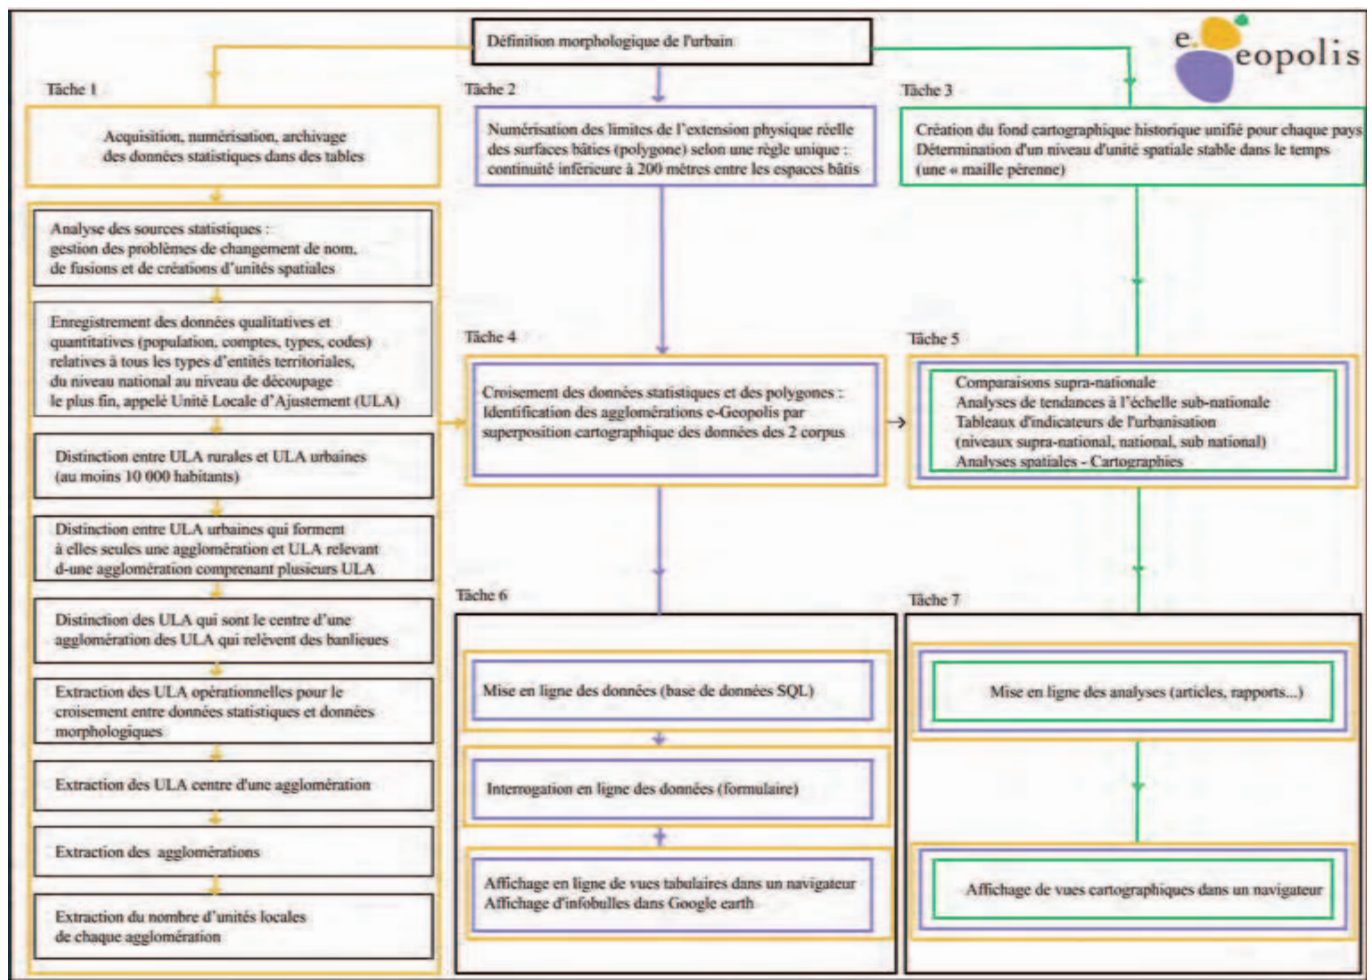 Définition morphologique de l'urbain
e.
eopolis
Tâche 1
Acquisition, numérisation, archivage
des données statistiques dans des tables
Analyse des sources statistiques :
gestion des problèmes de changement de nom,
de fusions et de créations d'unités spatiales
Enregistrement des données qualitatives et
quantitatives (population, comptes, types, codes)
relatives à tous les types d'entités territoriales,
du niveau national au niveau de découpage
le plus fin, appelé Unité Locale d'Ajustement (ULA)
Distinction entre ULA rurales et ULA urbaines
(au moins 10 000 habitants)
Distinction entre ULA urbaines qui forment
à elles seules une agglomération et ULA relevant
d-une agglomération comprenant plusieurs ULA
Distinction des ULA qui sont le centre d'une
agglomération des ULA qui relèvent des banlieues
Extraction des ULA opérationnelles pour le
croisement entre données statistiques et données
morphologiques
Extraction des ULA centre d'une agglomération
Extraction des agglomérations
Extraction du nombre d'unités locales
de chaque agglomération
Tâche 2
Numérisation des limites de l'extension physique réelle
des surfaces bâties (polygone) selon une règle unique :
continuité inférieure à 200 mètres entre les espaces bâtis
Tâche 3
Création du fond cartographique historique unifié pour chaque pays
Détermination d'un niveau d'unité spatiale stable dans le temps
(une « maille pérenne)
Tâche 4
Croisement des données statistiques et des polygones :
Identification des agglomérations e-Geopolis par
superposition cartographique des données des 2 corpus
Tâche 5
Comparaisons supra-nationale
Analyses de tendances à l'échelle sub-nationale
Tableaux d'indicateurs de l'urbanisation
(niveaux supra-national, national, sub national)
Analyses spatiales - Cartographies
Tâche 6
Mise en ligne des données (base de données SQL)
Interrogation en ligne des données (formulaire)
Affichage en ligne de vues tabulaires dans un navigateur
Affichage d'infobulles dans Google earth
Tâche 7
Mise en ligne des analyses (articles, rapports...)
Affichage de vues cartographiques dans un navigateur